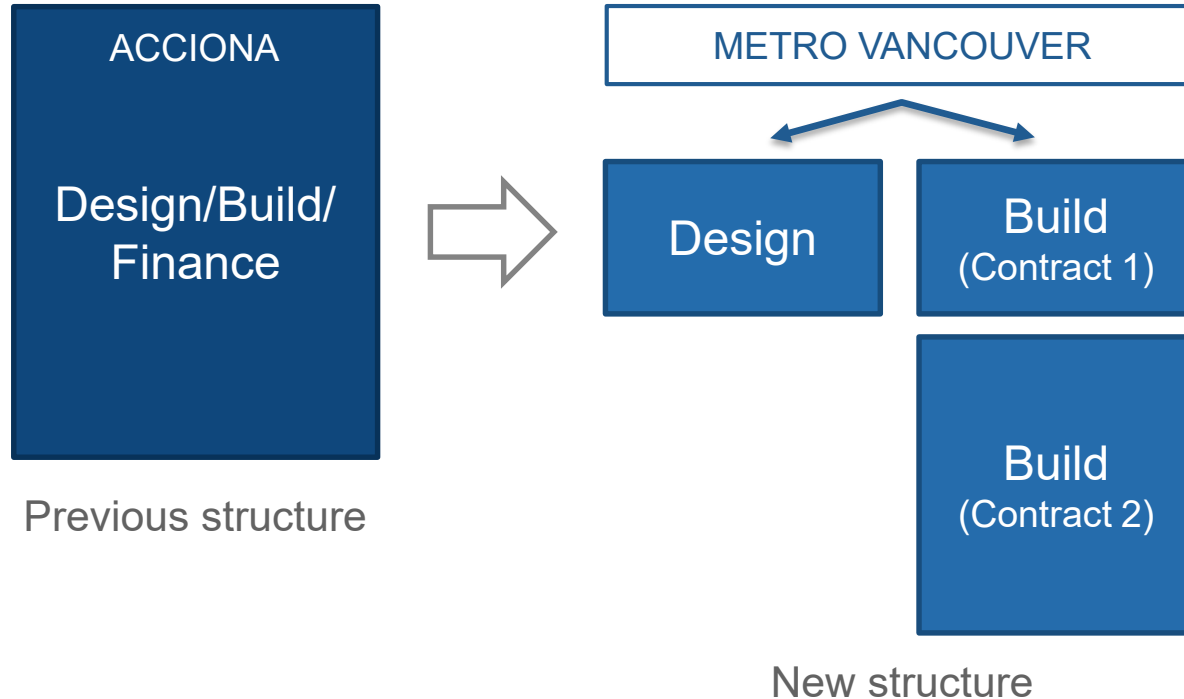 ACCIONA
Design/Build/
Finance
Previous structure
METRO VANCOUVER
Design
Build
(Contract 1)
Build
(Contract 2)
New structure